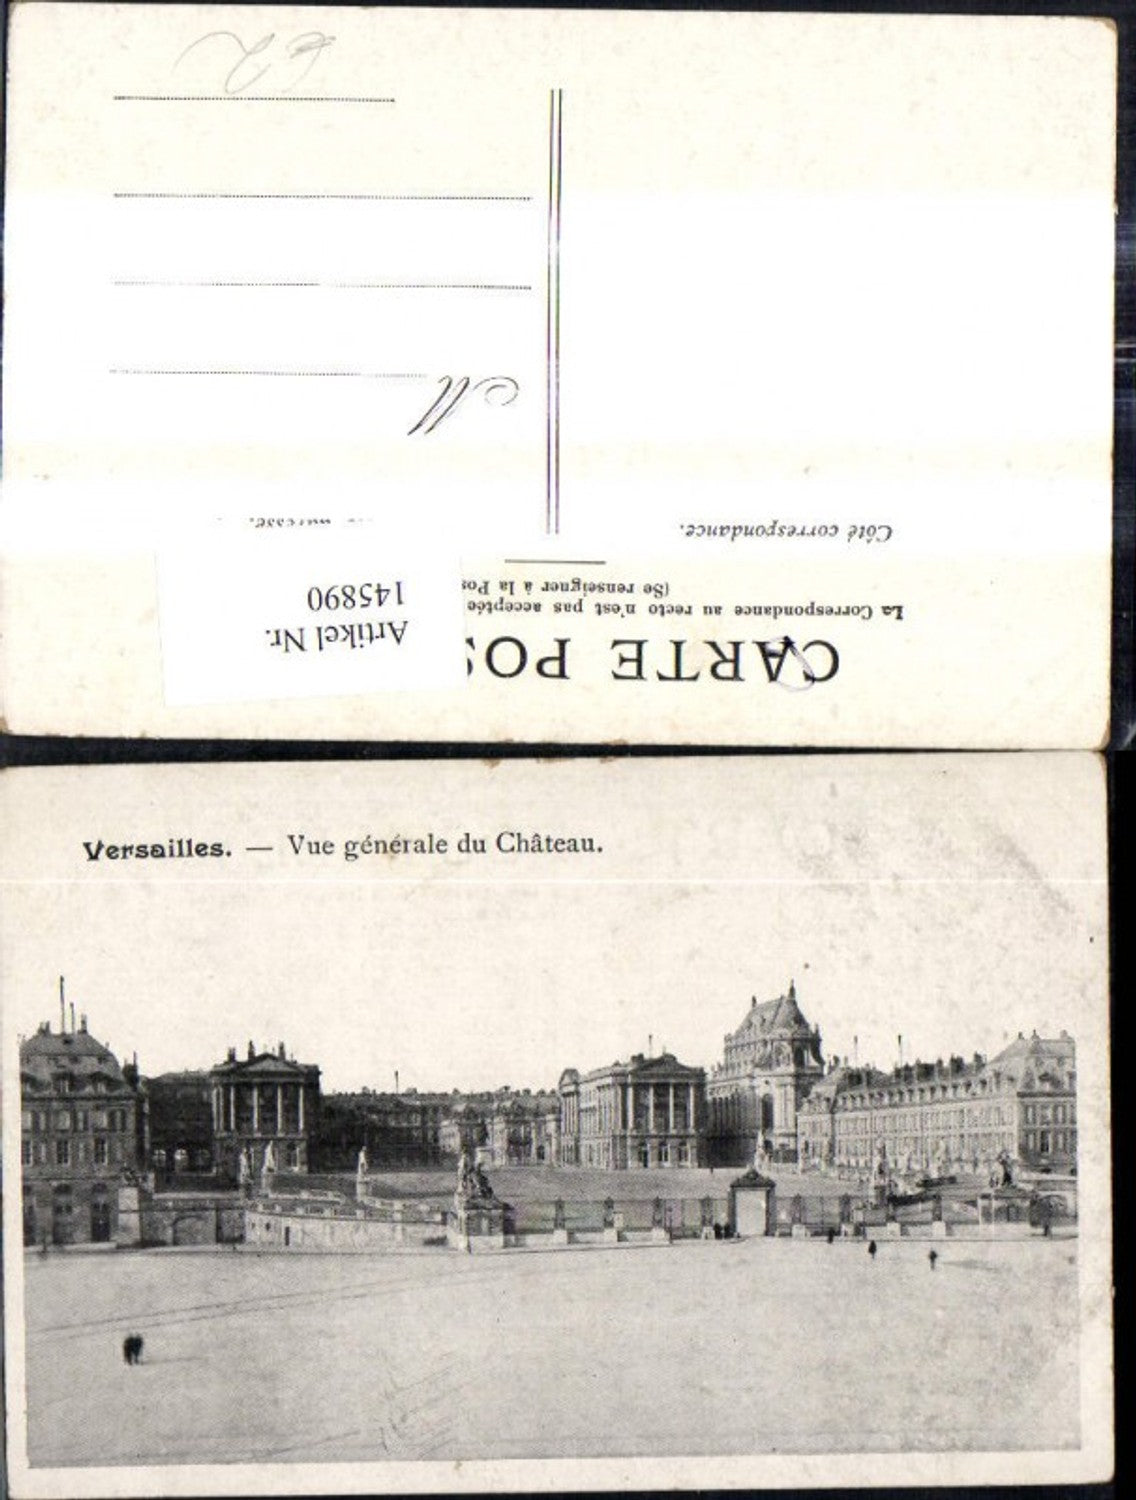 CARTE POS
La Correspondance au recto n'est pas acceptée
(Se renseigner à la Pos
Artikel Nr.
145890
Côté correspondance.
adresse.
M
Versailles. — Vue générale du Château.